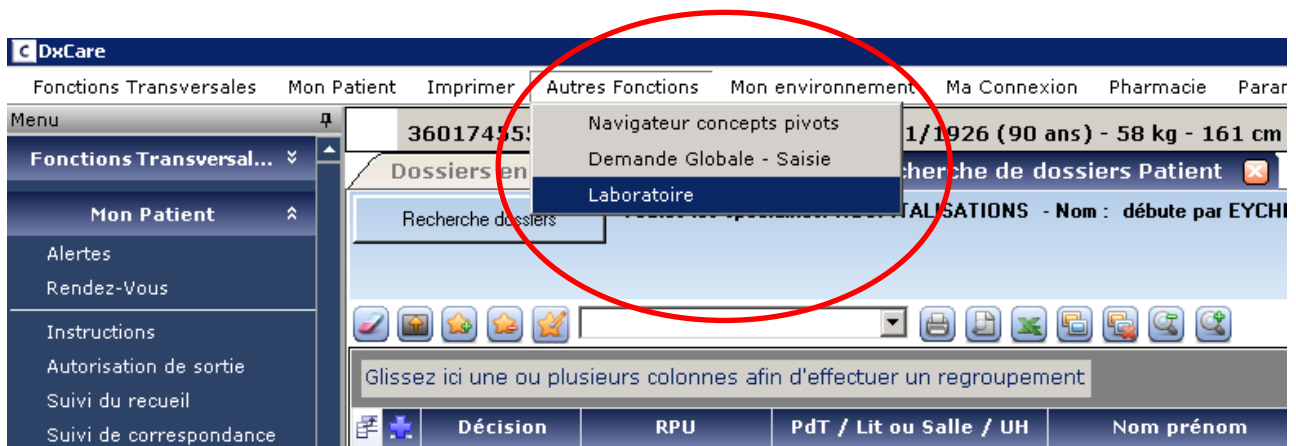 C DxCare
Fonctions Transversales Mon Patient Imprimer Autres Fonctions Mon environnement Ma Connexion Pharmacie
Menu
Navigateur concepts pivots
1/1926 (90 ans) - 58 kg - 161 cm
Fonctions Transversal...
Demande Globale - Saisie
Dossiers en
de dossiers Patient
Laboratoire
Mon Patient
Recherche dossiers
HOSPITALISATIONS - Nom : débute par EYCH
Alertes
Rendez-Vous
Instructions
Autorisation de sortie
Glissez ici une ou plusieurs colonnes afin d'effectuer un regroupement
Suivi du recueil
Suivi de correspondance
Décision RPU PdT / Lit ou Salle / UH Nom prénom